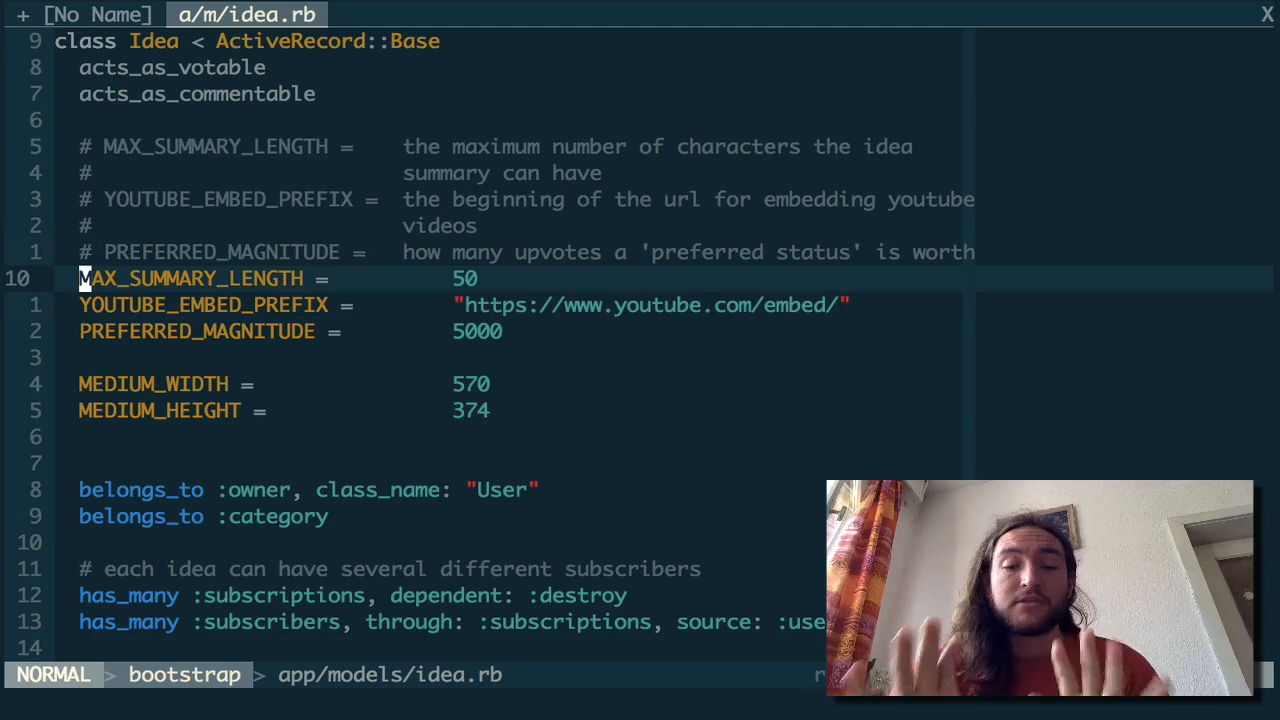 + [No Name] a/m/idea.rb X
9 class Idea < ActiveRecord::Base
8 acts_as_votable
7 acts_as_commentable
6
5 # MAX_SUMMARY_LENGTH = the maximum number of characters the idea
4 # summary can have
3 # YOUTUBE_EMBED_PREFIX = the beginning of the url for embedding youtube
2 # videos
1 # PREFERRED_MAGNITUDE = how many upvotes a 'preferred status' is worth
10 MAX_SUMMARY_LENGTH = 50
1 YOUTUBE_EMBED_PREFIX = "https://www.youtube.com/embed/"
2 PREFERRED_MAGNITUDE = 5000
3
4 MEDIUM_WIDTH = 570
5 MEDIUM_HEIGHT = 374
6
7
8 belongs_to :owner, class_name: "User"
9 belongs_to :category
10
11 # each idea can have several different subscribers
12 has_many :subscriptions, dependent: :destroy
13 has_many :subscribers, through: :subscriptions, source: :use
14
NORMAL > bootstrap > app/models/idea.rb r